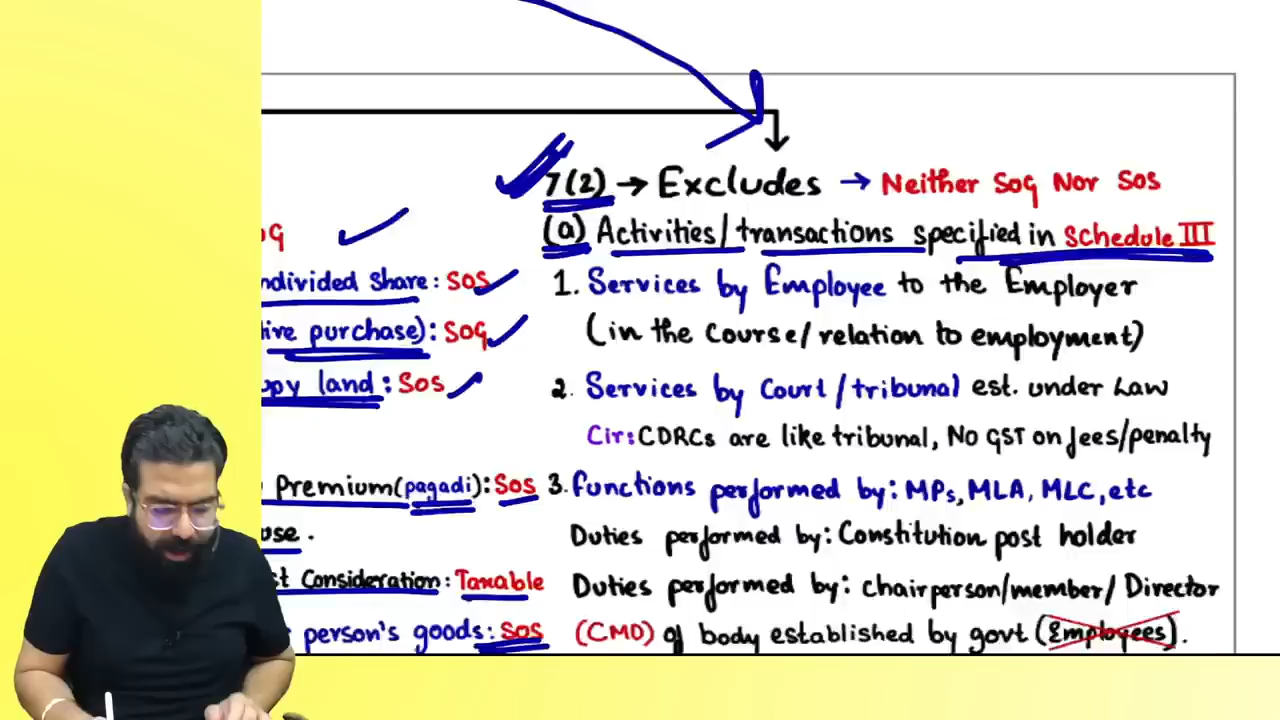 7(2) → Excludes → Neither SoG Nor SoS
(a) Activities/transactions specified in Schedule III
1. Services by Employee to the Employer
(in the Course/relation to employment)
2. Services by Court/tribunal est. under Law
Cir: CDRCs are like tribunal, No GST on fees/penalty
3. Functions performed by: MPs, MLA, MLC, etc
Duties performed by: Constitution post holder
Duties performed by: Chairperson/member/Director
(CMD) of body established by govt (Employees).
ndivided Share: SOS
ive purchase): SOG
py land: SOS
Premium(pagadi): SOS
ose.
st Consideration: Taxable
person's goods: SOS